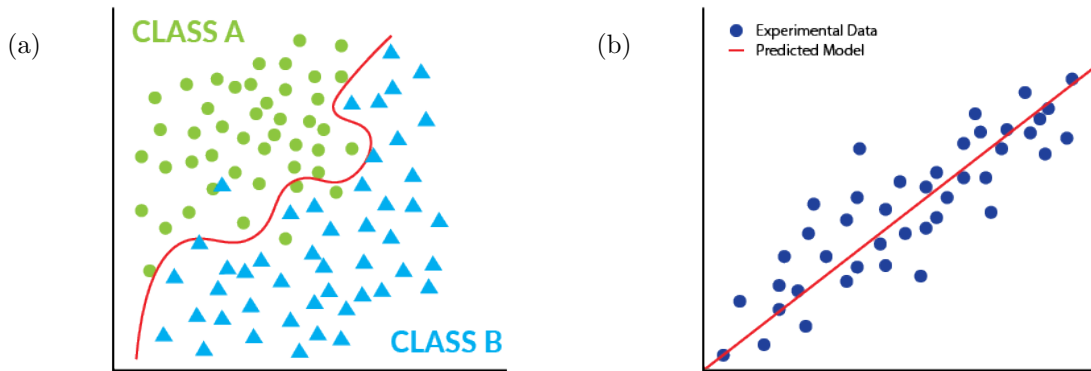 (a)
CLASS A
CLASS B
(b)
Experimental Data
Predicted Model